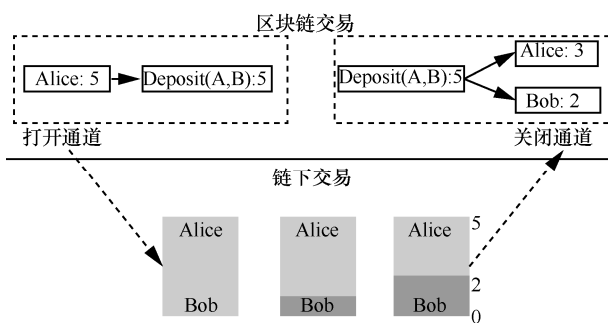 区块链交易
Alice: 5
Deposit(A,B):5
Deposit(A,B):5
Alice: 3
Bob: 2
打开通道
关闭通道
链下交易
Alice
Alice
Alice
5
2
Bob
Bob
Bob
0